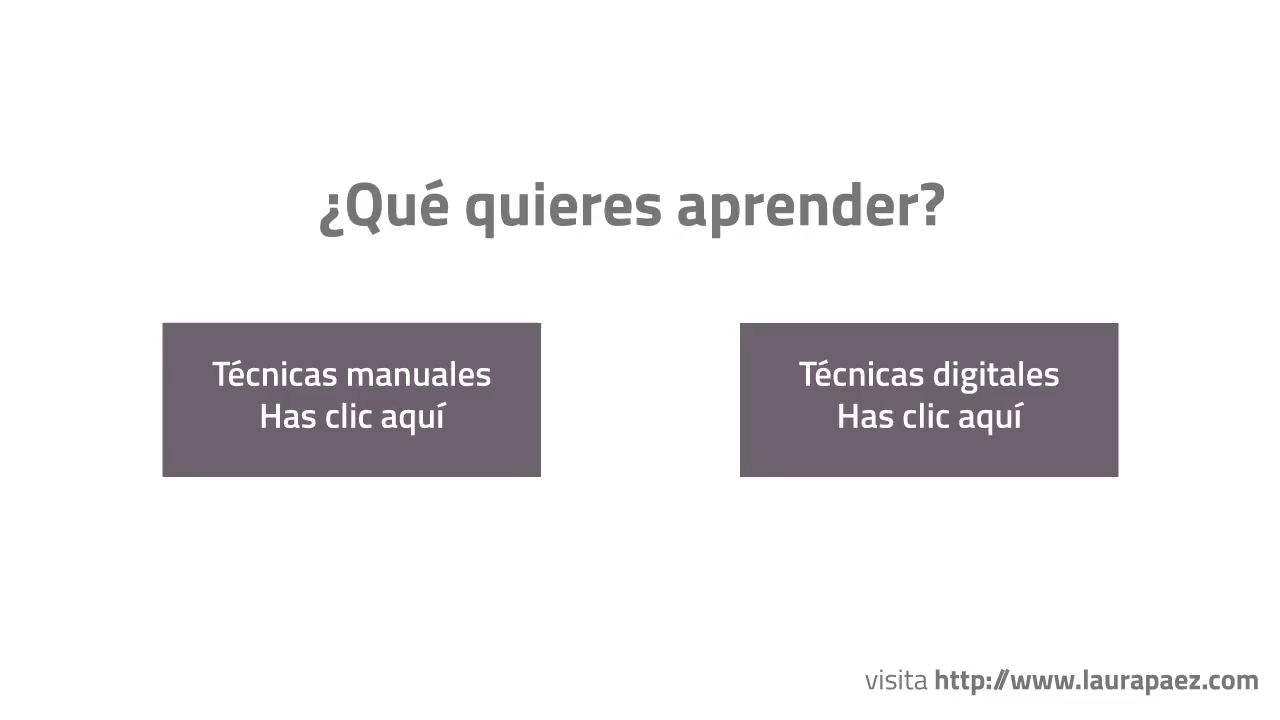 ¿Qué quieres aprender?
Técnicas manuales
Has clic aquí
Técnicas digitales
Has clic aquí
visita http://www.laurapaez.com